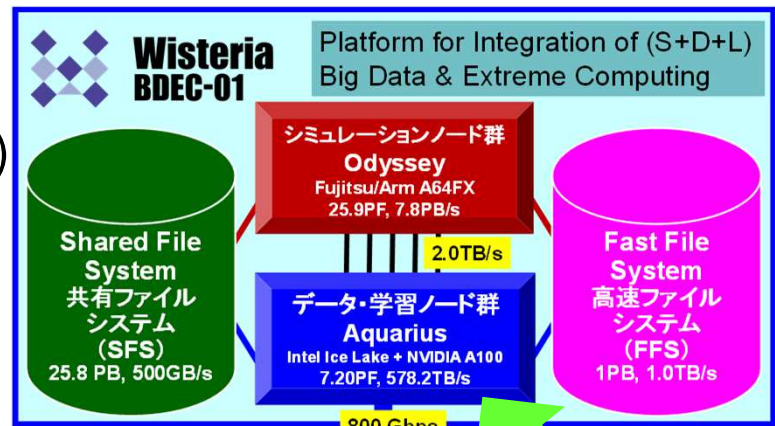 Wisteria
BDEC-01
Platform for Integration of (S+D+L)
Big Data & Extreme Computing
)
シミュレーションノード群
Odyssey
Fujitsu/Arm A64FX
25.9PF, 7.8PB/s
2.0TB/s
Shared File
System
共有ファイル
システム
(SFS)
25.8 PB, 500GB/s
データ・学習ノード群
Aquarius
Intel Ice Lake + NVIDIA A100
7.20PF, 578.2TB/s
Fast File
System
高速ファイル
システム
(FFS)
1PB, 1.0TB/s
800 Gbps